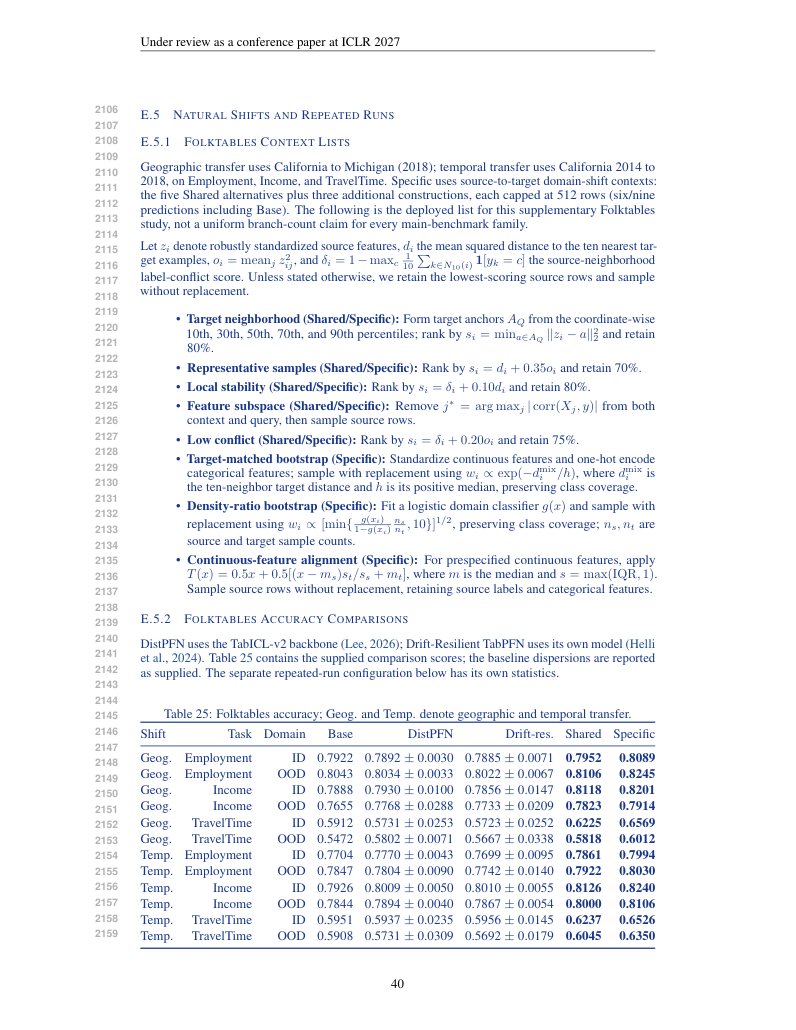 Under review as a conference paper at ICLR 2027
2106
2107
2108
2109
2110
2111
2112
2113
2114
2115
2116
2117
2118
2119
2120
2121
2122
2123
2124
2125
2126
2127
2128
2129
2130
2131
2132
2133
2134
2135
2136
2137
2138
2139
2140
2141
2142
2143
2144
2145
2146
2147
2148
2149
2150
2151
2152
2153
2154
2155
2156
2157
2158
2159
E.5 NATURAL SHIFTS AND REPEATED RUNS
E.5.1 FOLKTABLES CONTEXT LISTS
Geographic transfer uses California to Michigan (2018); temporal transfer uses California 2014 to
2018, on Employment, Income, and TravelTime. Specific uses source-to-target domain-shift contexts:
the five Shared alternatives plus three additional constructions, each capped at 512 rows (six/nine
predictions including Base). The following is the deployed list for this supplementary Folktables
study, not a uniform branch-count claim for every main-benchmark family.
Let z_i denote robustly standardized source features, d_i the mean squared distance to the ten nearest tar-
get examples, o_i = mean_j z_{ij}^2, and δ_i = 1 − max_c 1/10 ∑_{k∈N_10(i)} 1[y_k = c] the source-neighborhood
label-conflict score. Unless stated otherwise, we retain the lowest-scoring source rows and sample
without replacement.
• Target neighborhood (Shared/Specific): Form target anchors A_Q from the coordinate-wise
10th, 30th, 50th, 70th, and 90th percentiles; rank by s_i = min_{a∈A_Q} ||z_i − a||_2^2 and retain
80%.
• Representative samples (Shared/Specific): Rank by s_i = d_i + 0.35o_i and retain 70%.
• Local stability (Shared/Specific): Rank by s_i = δ_i + 0.10d_i and retain 80%.
• Feature subspace (Shared/Specific): Remove j* = arg max_j | corr(X_j, y)| from both
context and query, then sample source rows.
• Low conflict (Shared/Specific): Rank by s_i = δ_i + 0.20o_i and retain 75%.
• Target-matched bootstrap (Specific): Standardize continuous features and one-hot encode
categorical features; sample with replacement using w_i ∝ exp(−d_i^mix/h), where d_i^mix is
the ten-neighbor target distance and h is its positive median, preserving class coverage.
• Density-ratio bootstrap (Specific): Fit a logistic domain classifier g(x) and sample with
replacement using w_i ∝ [min{g(x_i)/(1−g(x_i)) n_s/n_t, 10}]^{1/2}, preserving class coverage; n_s, n_t are
source and target sample counts.
• Continuous-feature alignment (Specific): For prespecified continuous features, apply
T(x) = 0.5x + 0.5[(x − m_s)s_t/s_s + m_t], where m is the median and s = max(IQR, 1).
Sample source rows without replacement, retaining source labels and categorical features.
E.5.2 FOLKTABLES ACCURACY COMPARISONS
DistPFN uses the TabICL-v2 backbone (Lee, 2026); Drift-Resilient TabPFN uses its own model (Helli
et al., 2024). Table 25 contains the supplied comparison scores; the baseline dispersions are reported
as supplied. The separate repeated-run configuration below has its own statistics.
Table 25: Folktables accuracy; Geog. and Temp. denote geographic and temporal transfer.
Shift Task Domain Base DistPFN Drift-res. Shared Specific
Geog. Employment ID 0.7922 0.7892 ± 0.0030 0.7885 ± 0.0071 0.7952 0.8089
Geog. Employment OOD 0.8043 0.8034 ± 0.0033 0.8022 ± 0.0067 0.8106 0.8245
Geog. Income ID 0.7888 0.7930 ± 0.0100 0.7856 ± 0.0147 0.8118 0.8201
Geog. Income OOD 0.7655 0.7768 ± 0.0288 0.7733 ± 0.0209 0.7823 0.7914
Geog. TravelTime ID 0.5912 0.5731 ± 0.0253 0.5723 ± 0.0252 0.6225 0.6569
Geog. TravelTime OOD 0.5472 0.5802 ± 0.0071 0.5667 ± 0.0338 0.5818 0.6012
Temp. Employment ID 0.7704 0.7770 ± 0.0043 0.7699 ± 0.0095 0.7861 0.7994
Temp. Employment OOD 0.7847 0.7804 ± 0.0090 0.7742 ± 0.0140 0.7922 0.8030
Temp. Income ID 0.7926 0.8009 ± 0.0050 0.8010 ± 0.0055 0.8126 0.8240
Temp. Income OOD 0.7844 0.7894 ± 0.0040 0.7867 ± 0.0054 0.8000 0.8106
Temp. TravelTime ID 0.5951 0.5937 ± 0.0235 0.5956 ± 0.0145 0.6237 0.6526
Temp. TravelTime OOD 0.5908 0.5731 ± 0.0309 0.5692 ± 0.0179 0.6045 0.6350
40